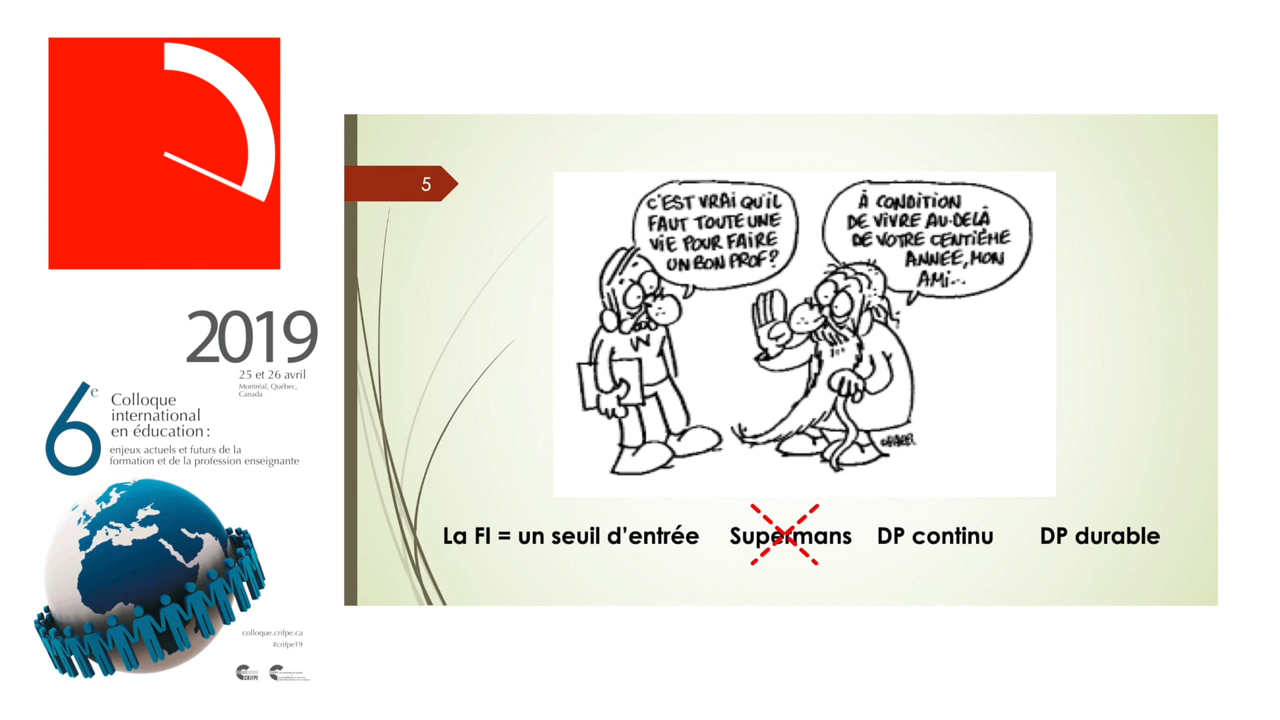 2019
25 et 26 avril
Montréal, Québec,
Canada
6e
Colloque
international
en éducation :
enjeux actuels et futurs de la
formation et de la profession enseignante
colloque.crifpe.ca
#crifpe19
CRIFPE
5
C'EST VRAI QU'IL
FAUT TOUTE UNE
VIE POUR FAIRE
UN BON PROF?
À CONDITION
DE VIVRE AU-DELÀ
DE VOTRE CENTIÈME
ANNÉE, MON
AMI...
W
La FI = un seuil d'entrée Supermans DP continu DP durable